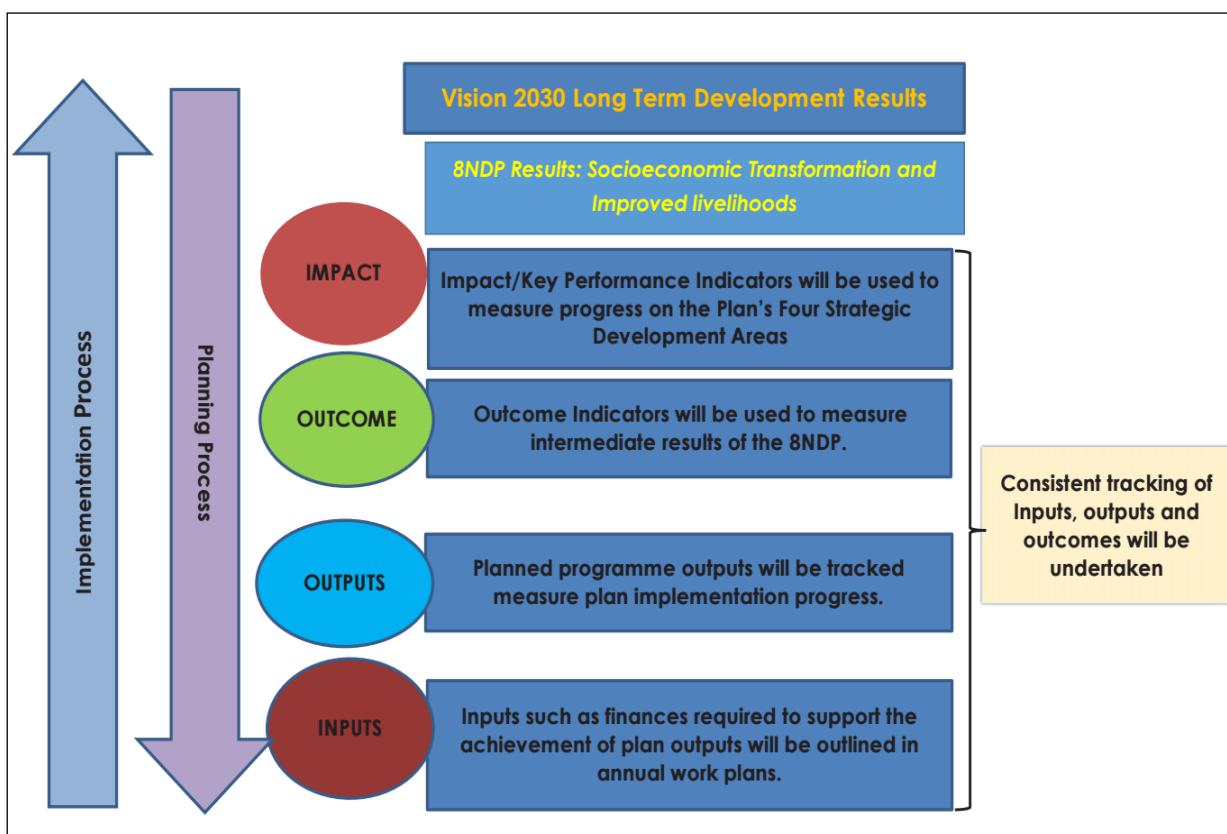 Vision 2030 Long Term Development Results
8NDP Results: Socioeconomic Transformation and
Improved livelihoods
Implementation Process
Planning Process
IMPACT
Impact/Key Performance Indicators will be used to
measure progress on the Plan's Four Strategic
Development Areas
OUTCOME
Outcome Indicators will be used to measure
intermediate results of the 8NDP.
OUTPUTS
Planned programme outputs will be tracked
measure plan implementation progress.
INPUTS
Inputs such as finances required to support the
achievement of plan outputs will be outlined in
annual work plans.
Consistent tracking of
Inputs, outputs and
outcomes will be
undertaken